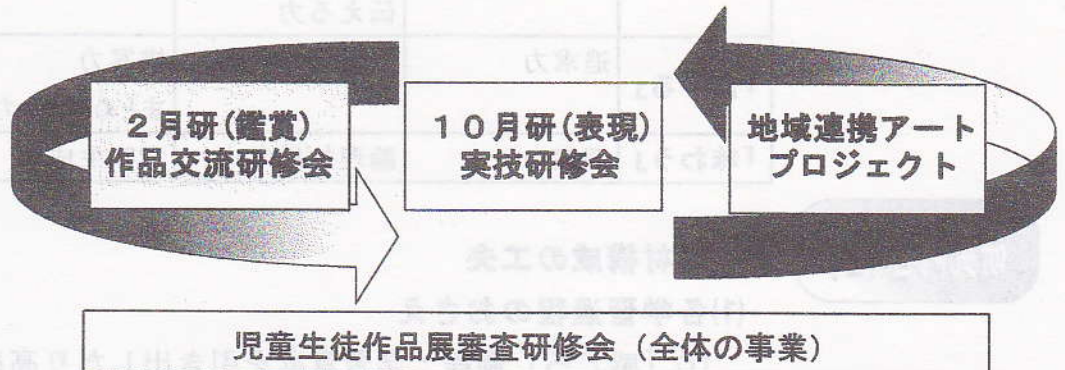 2月研(鑑賞)
作品交流研修会
10月研(表現)
実技研修会
地域連携アート
プロジェクト
児童生徒作品展審査研修会(全体の事業)